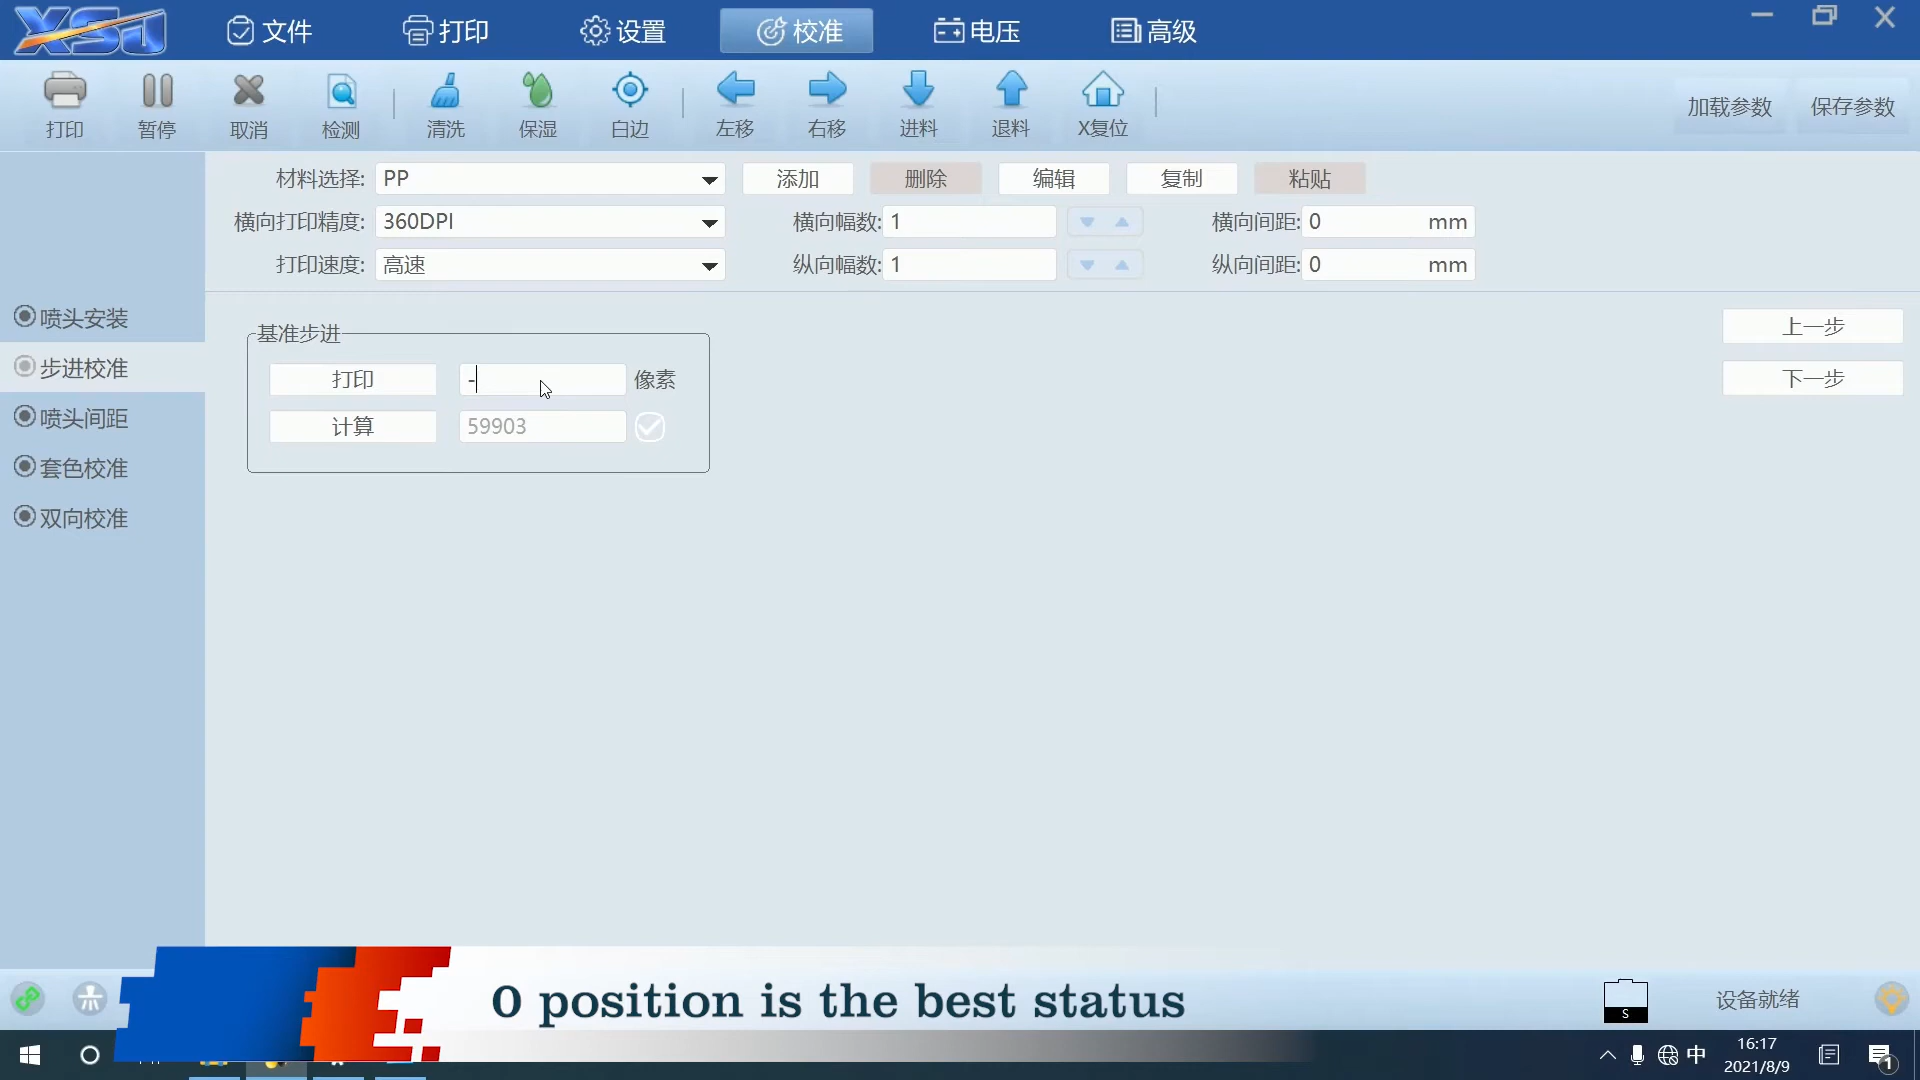 XSJ
文件
打印
设置
校准
电压
高级
打印
暂停
取消
检测
清洗
保湿
白边
左移
右移
进料
退料
X复位
加载参数
保存参数
材料选择: PP
添加
删除
编辑
复制
粘贴
横向打印精度: 360DPI
横向幅数: 1
横向间距: 0 mm
打印速度: 高速
纵向幅数: 1
纵向间距: 0 mm
喷头安装
步进校准
喷头间距
套色校准
双向校准
基准步进
打印
-
像素
计算
59903
上一步
下一步
0 position is the best status
S
设备就绪
中
16:17
2021/8/9
1